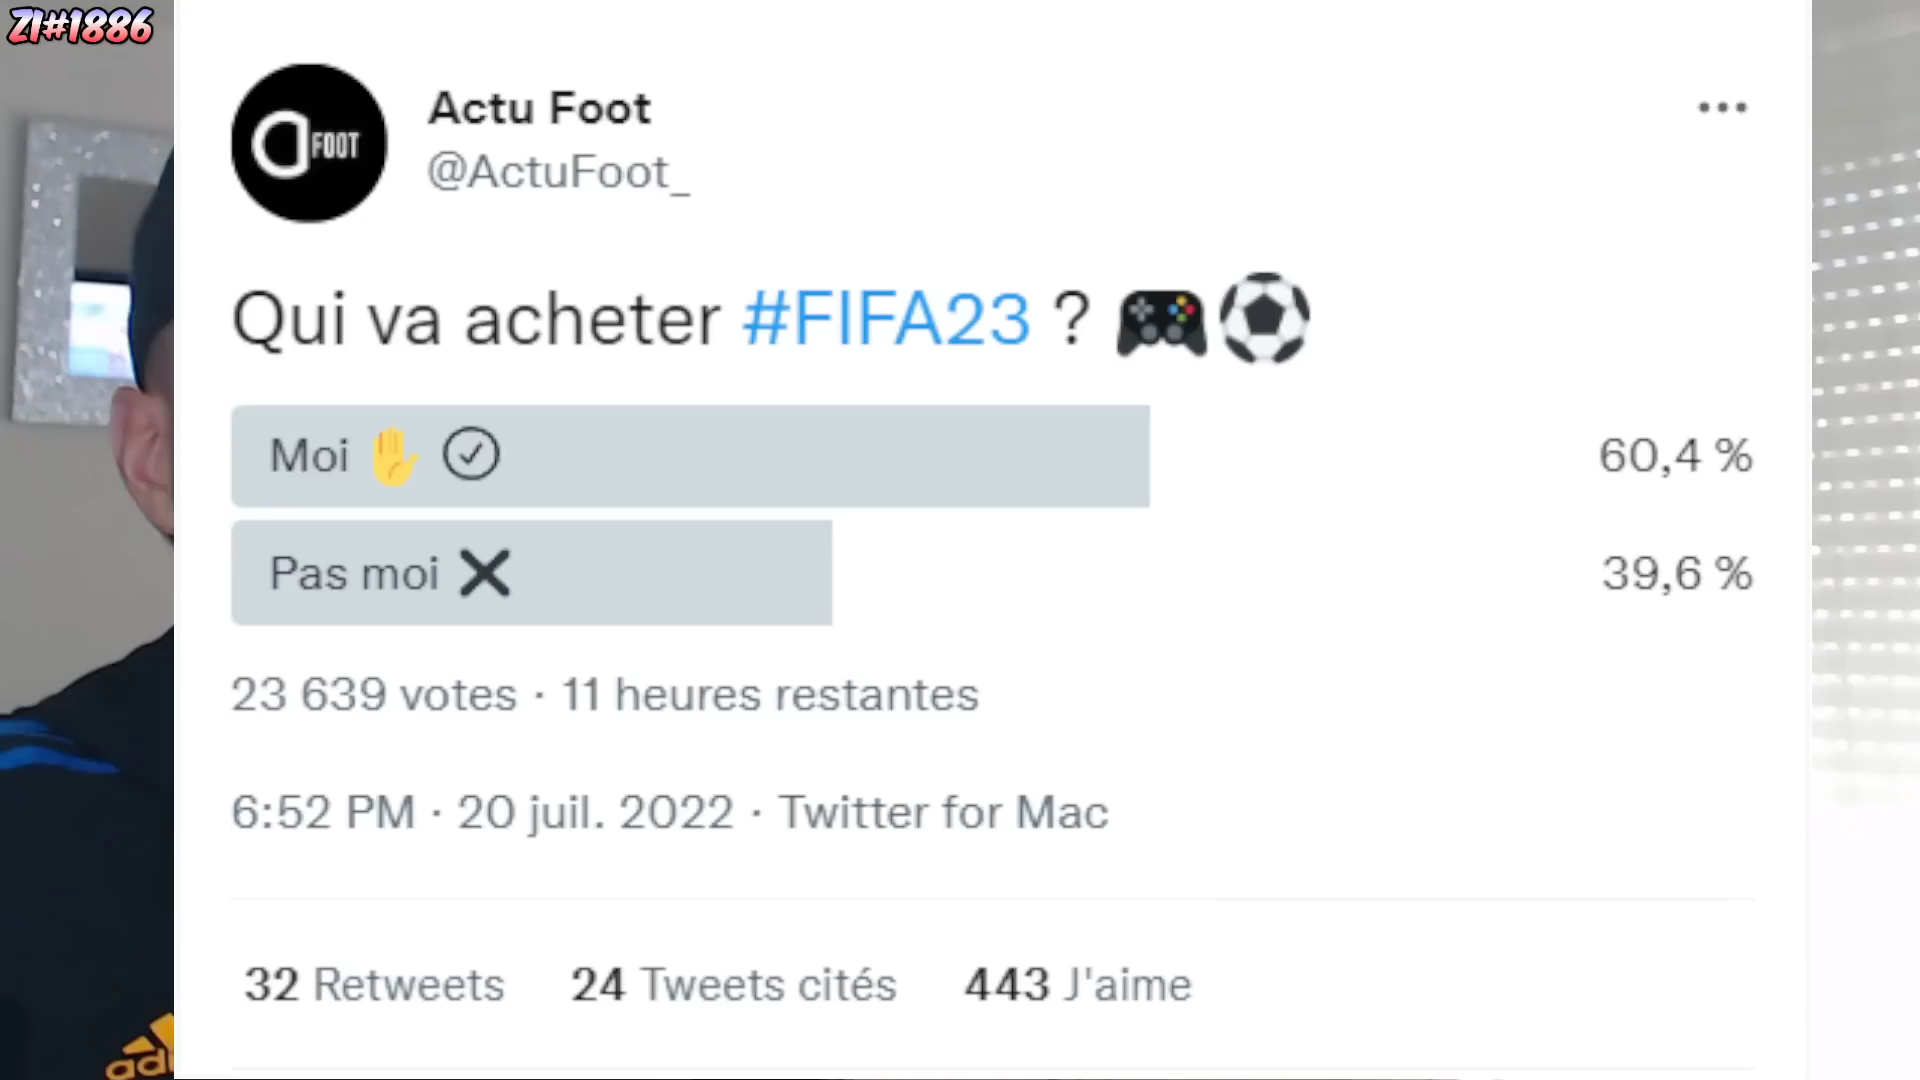 ZI#1886
FOOT
Actu Foot
@ActuFoot_
Qui va acheter #FIFA23 ? 🎮⚽
Moi ✋
60,4 %
Pas moi ❌
39,6 %
23 639 votes · 11 heures restantes
6:52 PM · 20 juil. 2022 · Twitter for Mac
32 Retweets 24 Tweets cités 443 J'aime
adi